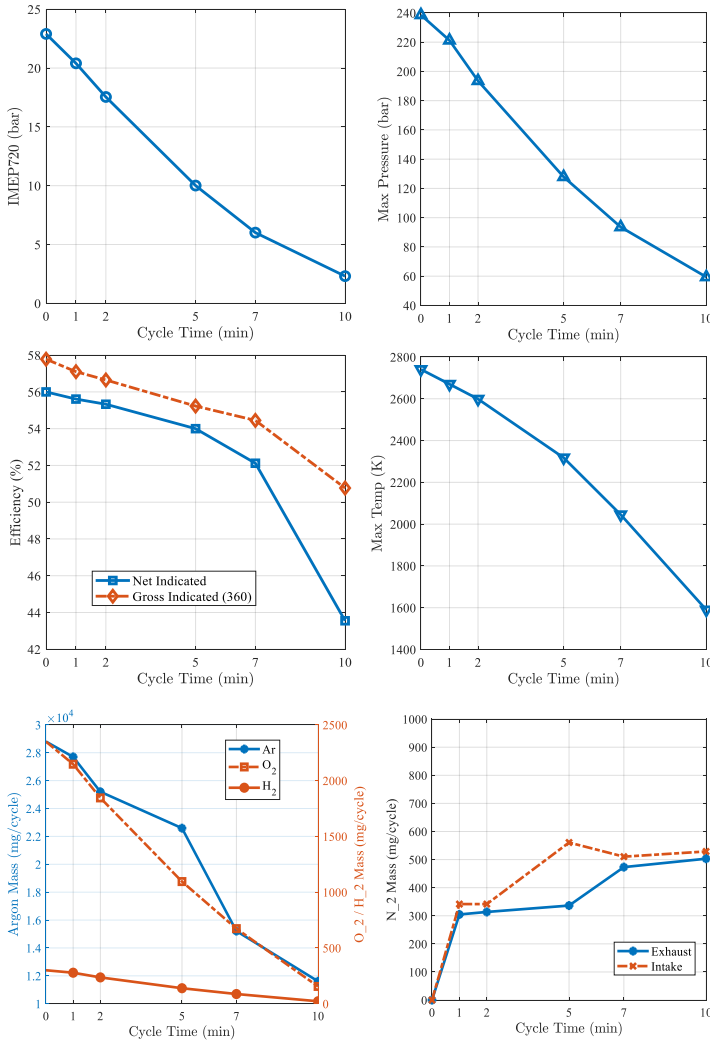 25
20
15
10
5
0
IMEP720 (bar)
0 1 2 5 7 10
Cycle Time (min)
240
220
200
180
160
140
120
100
80
60
40
Max Pressure (bar)
0 1 2 5 7 10
Cycle Time (min)
58
56
54
52
50
48
46
44
42
Efficiency (%)
Net Indicated
Gross Indicated (360)
0 1 2 5 7 10
Cycle Time (min)
2800
2600
2400
2200
2000
1800
1600
1400
Max Temp (K)
0 1 2 5 7 10
Cycle Time (min)
×10⁴
3
2.8
2.6
2.4
2.2
2
1.8
1.6
1.4
1.2
1
Argon Mass (mg/cycle)
Ar
O₂
H₂
2500
2000
1500
1000
500
0
O_2 / H_2 Mass (mg/cycle)
0 1 2 5 7 10
Cycle Time (min)
1000
900
800
700
600
500
400
300
200
100
0
N_2 Mass (mg/cycle)
Exhaust
Intake
0 1 2 5 7 10
Cycle Time (min)